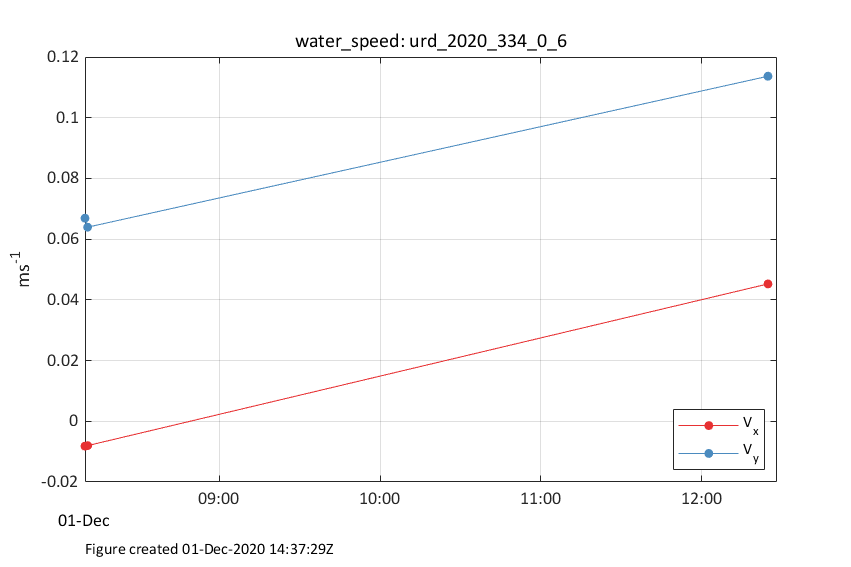 water_speed: urd_2020_334_0_6
0.12
0.1
0.08
0.06
0.04
0.02
0
-0.02
ms-1
09:00
10:00
11:00
12:00
01-Dec
Vx
Vy
Figure created 01-Dec-2020 14:37:29Z